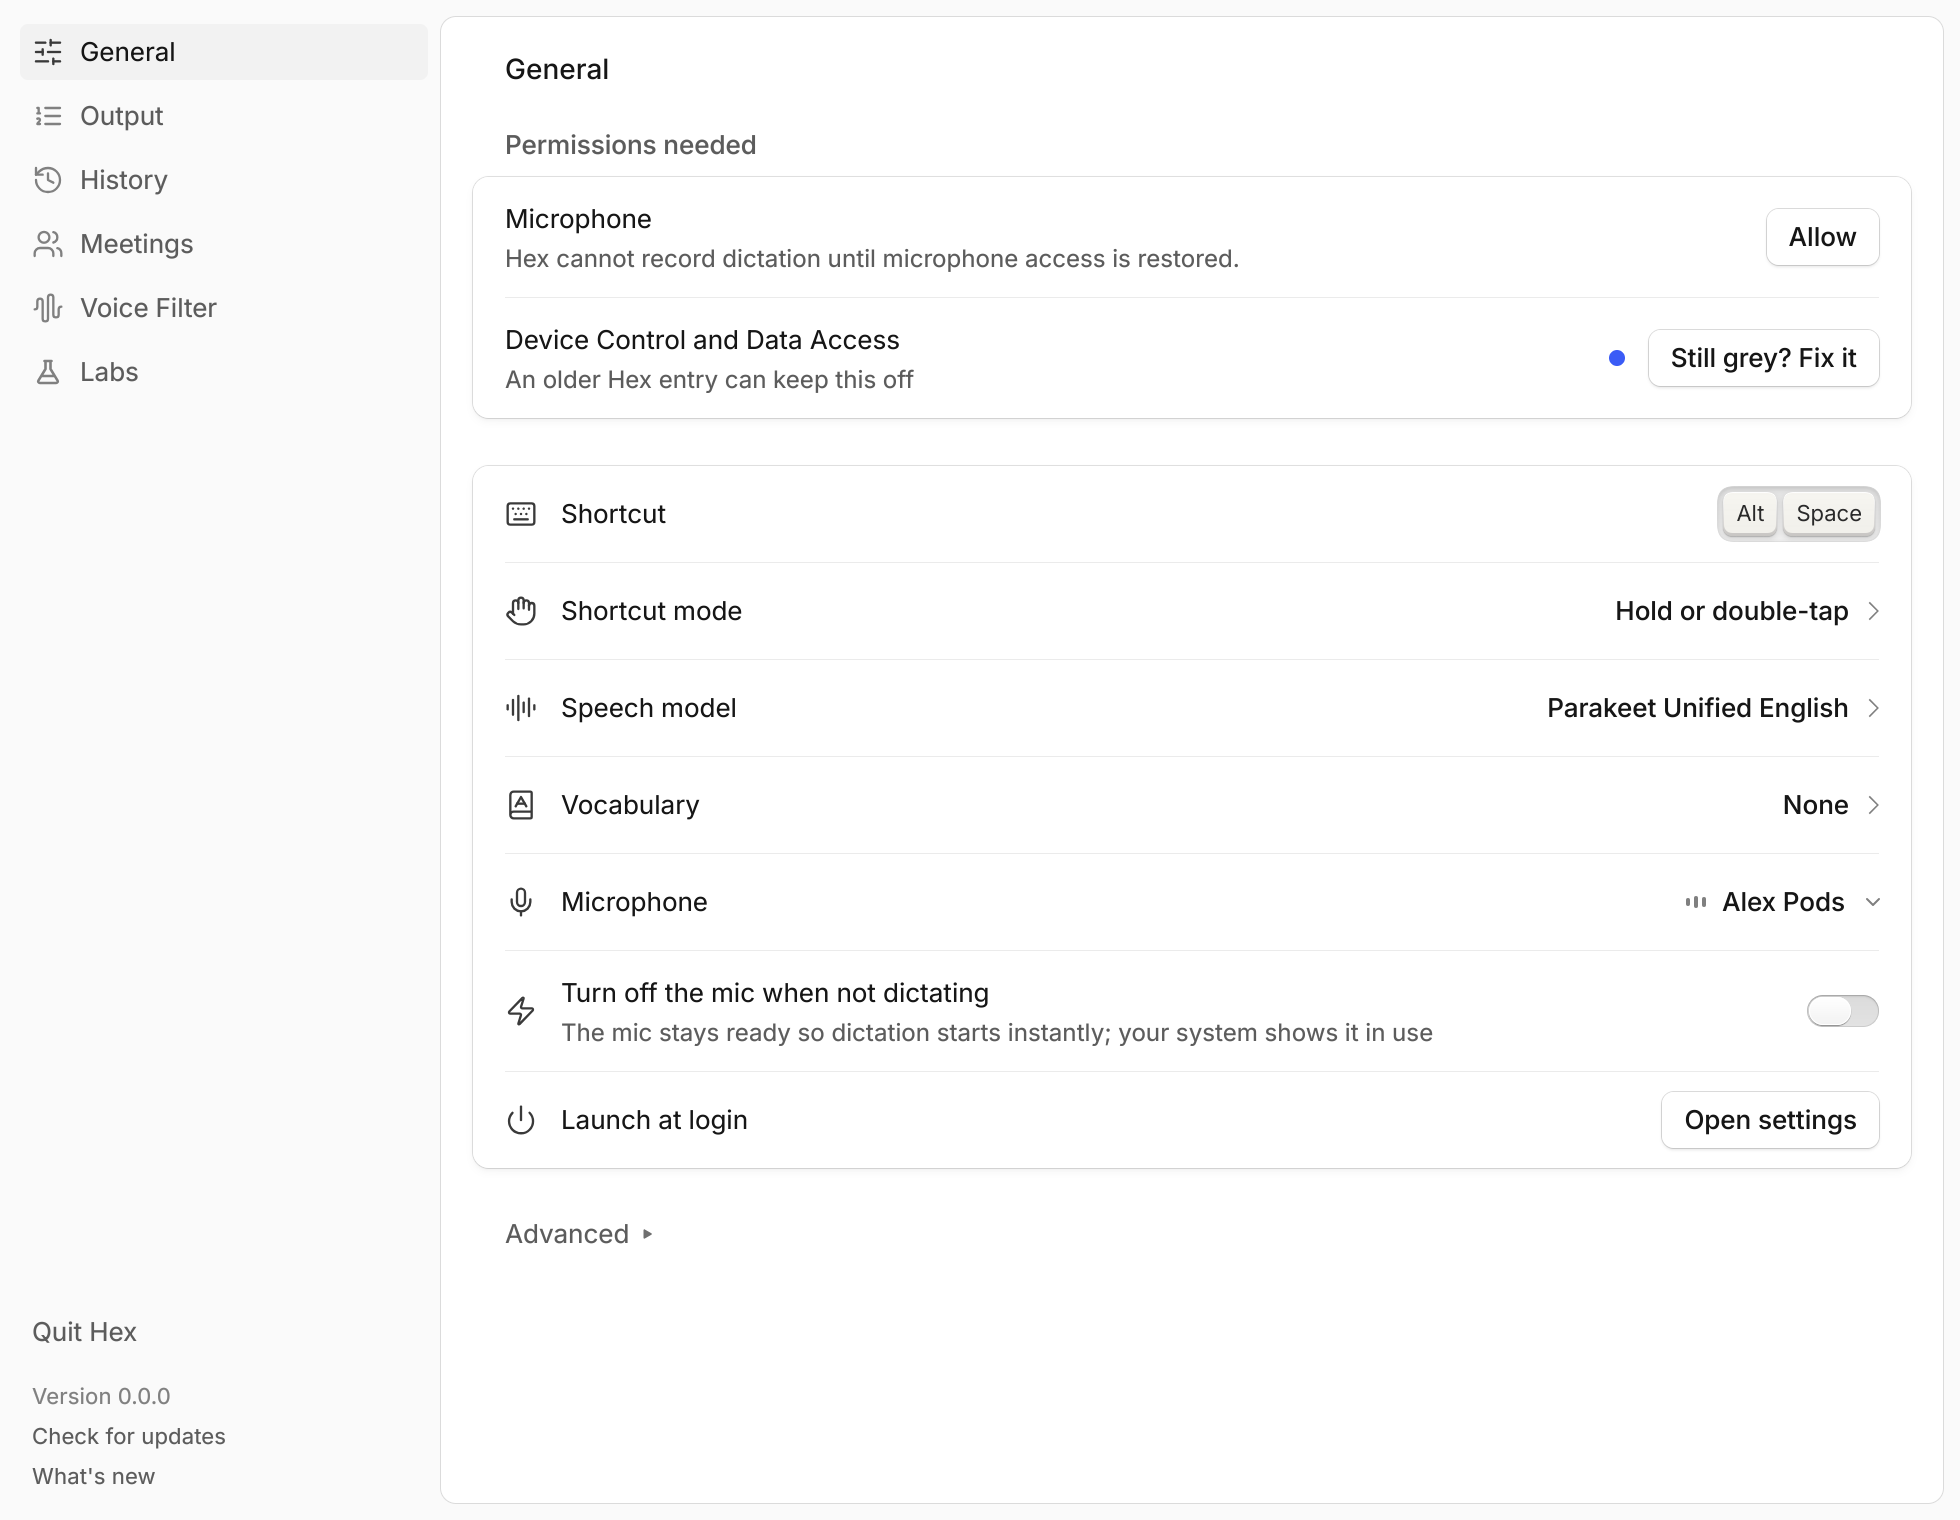 General
Output
History
Meetings
Voice Filter
Labs
Quit Hex
Version 0.0.0
Check for updates
What's new
General
Permissions needed
Microphone
Hex cannot record dictation until microphone access is restored.
Allow
Device Control and Data Access
An older Hex entry can keep this off
Still grey? Fix it
Shortcut
Alt Space
Shortcut mode
Hold or double-tap
Speech model
Parakeet Unified English
Vocabulary
None
Microphone
Alex Pods
Turn off the mic when not dictating
The mic stays ready so dictation starts instantly; your system shows it in use
Launch at login
Open settings
Advanced